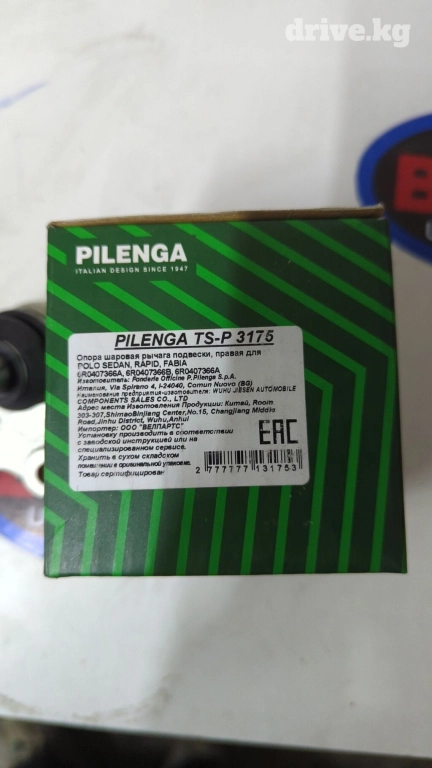 drive.kg
PILENGA
ITALIAN DESIGN SINCE 1947
PILENGA TS-P 3175
Опора шаровая рычага подвески, правая для
POLO SEDAN, RAPID, FABIA
6R0407366A, 6R0407366B, 6R0407366A
Изготовитель: Fonderie Officine P.Pilenga S.p.A.
Италия, Via Spirano 4, I-24040, Comun Nuovo (BG)
Наименование предприятия-изготовителя: WUHU JIESEN AUTOMOBILE
COMPONENTS SALES CO., LTD
Адрес места Изготовления Продукции: Китай, Room
303-307,ShimaoBinjiang Center,No.15, Changjiang Middle
Road,Jinhu District, Wuhu,Anhui
Импортер: ООО "ВЕЛЛАРТС"
Установку производить в соответствии
с заводской инструкцией или на
специализированном сервисе.
Хранить в сухом складском
помещении в оригинальной упаковке.
Товар сертифицирован
EAC
2 777777 131753